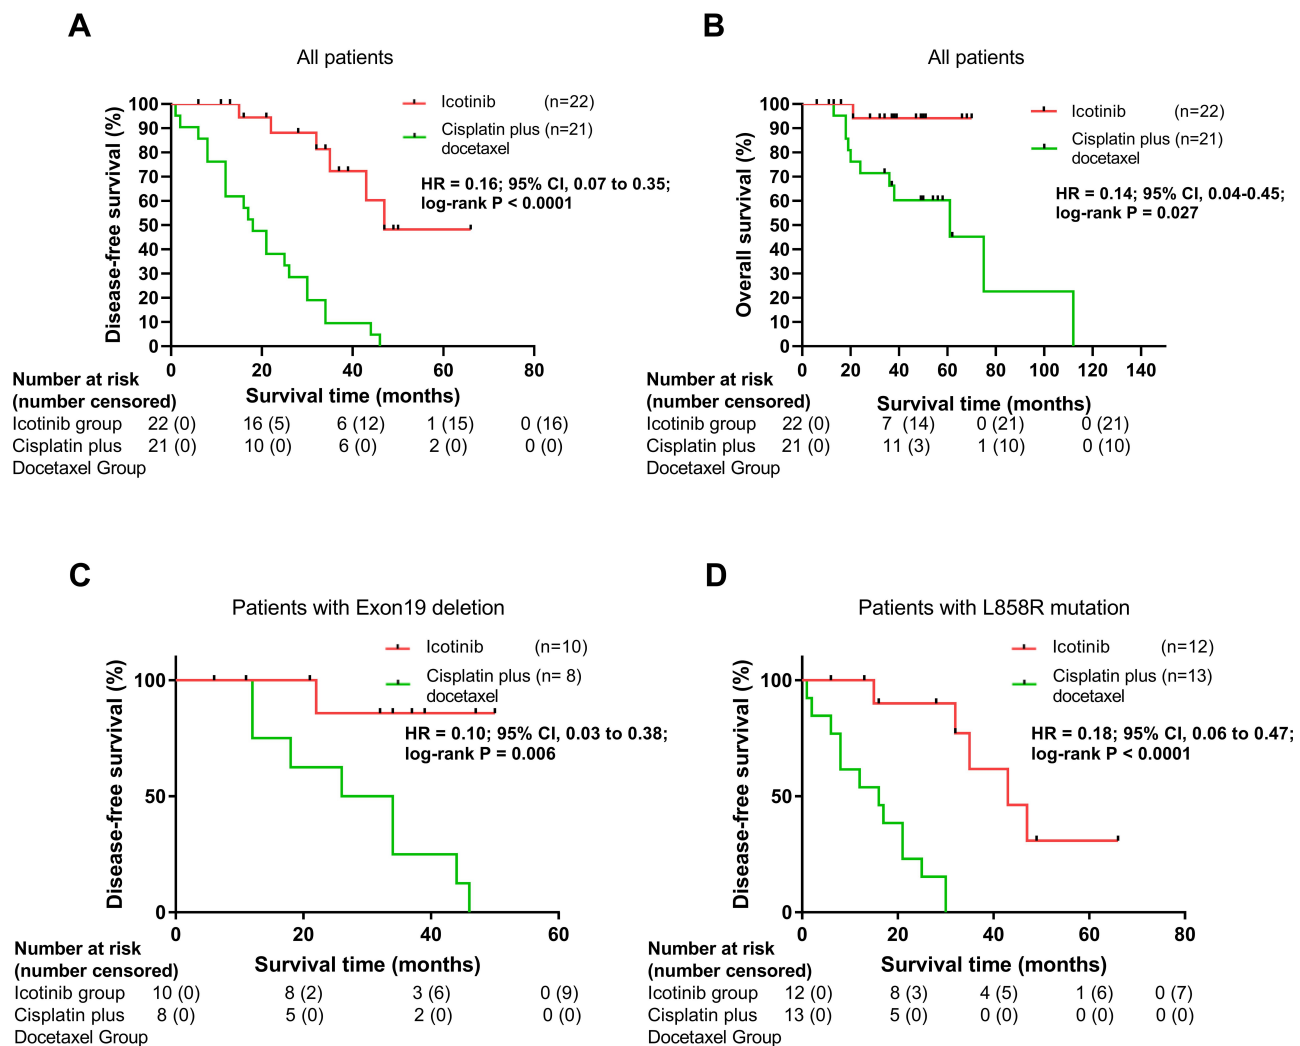 A
All patients
Disease-free survival (%)
100
90
80
70
60
50
40
30
20
10
0
0 20 40 60 80
Icotinib (n=22)
Cisplatin plus (n=21)
docetaxel
HR = 0.16; 95% CI, 0.07 to 0.35;
log-rank P < 0.0001
Survival time (months)
Number at risk
(number censored)
Icotinib group 22 (0) 16 (5) 6 (12) 1 (15) 0 (16)
Cisplatin plus 21 (0) 10 (0) 6 (0) 2 (0) 0 (0)
Docetaxel Group
B
All patients
Overall survival (%)
100
90
80
70
60
50
40
30
20
10
0
0 20 40 60 80 100 120 140
Icotinib (n=22)
Cisplatin plus (n=21)
docetaxel
HR = 0.14; 95% CI, 0.04-0.45;
log-rank P = 0.027
Survival time (months)
Number at risk
(number censored)
Icotinib group 22 (0) 7 (14) 0 (21) 0 (21)
Cisplatin plus 21 (0) 11 (3) 1 (10) 0 (10)
Docetaxel Group
C
Patients with Exon19 deletion
Disease-free survival (%)
100
50
0
0 20 40 60
Icotinib (n=10)
Cisplatin plus (n= 8)
docetaxel
HR = 0.10; 95% CI, 0.03 to 0.38;
log-rank P = 0.006
Survival time (months)
Number at risk
(number censored)
Icotinib group 10 (0) 8 (2) 3 (6) 0 (9)
Cisplatin plus 8 (0) 5 (0) 2 (0) 0 (0)
Docetaxel Group
D
Patients with L858R mutation
Disease-free survival (%)
100
50
0
0 20 40 60 80
Icotinib (n=12)
Cisplatin plus (n=13)
docetaxel
HR = 0.18; 95% CI, 0.06 to 0.47;
log-rank P < 0.0001
Survival time (months)
Number at risk
(number censored)
Icotinib group 12 (0) 8 (3) 4 (5) 1 (6) 0 (7)
Cisplatin plus 13 (0) 5 (0) 0 (0) 0 (0) 0 (0)
Docetaxel Group